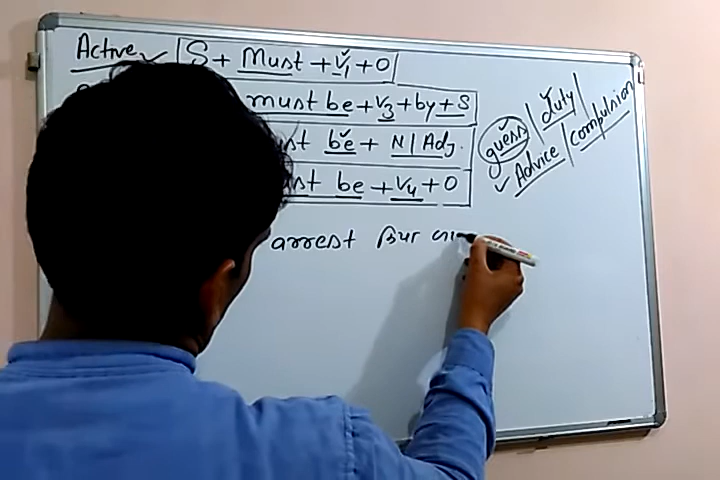 Active ✓ S + Must + V1 + O
must be + V3 + by + S
be + N | Adj.
be + V4 + O
guess / Duty /
✓ Advice / Compulsion
arrest किया